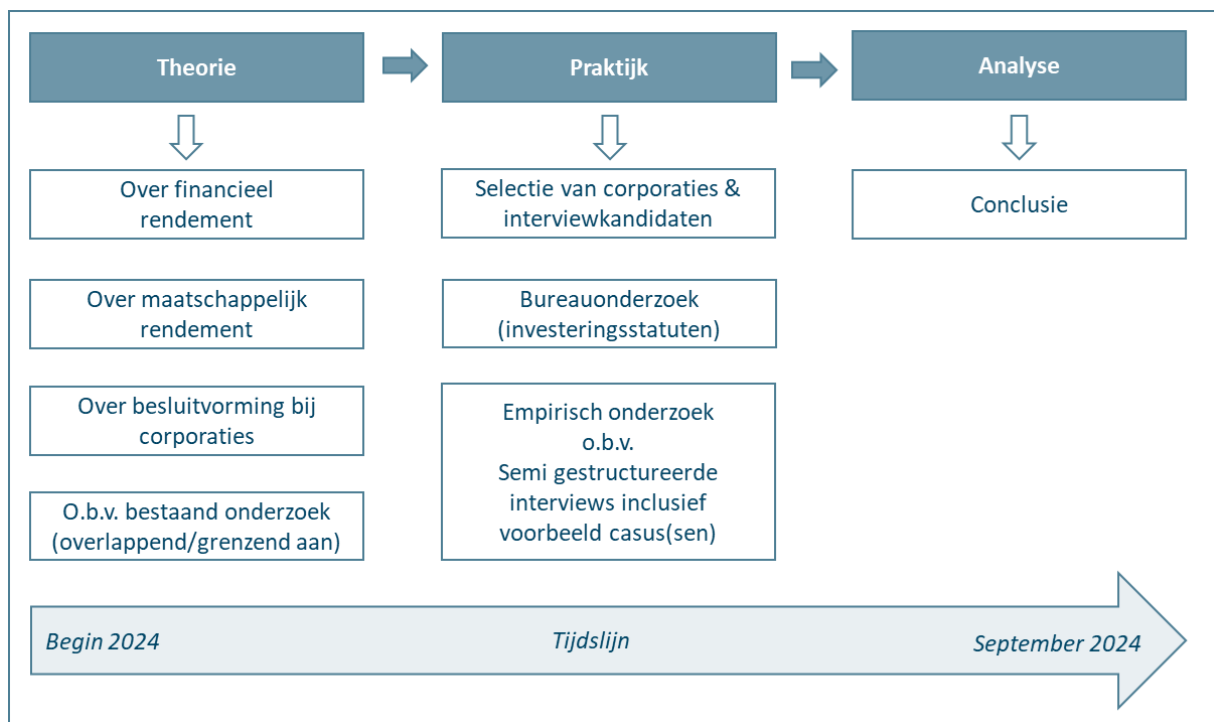 Theorie
Over financieel
rendement
Over maatschappelijk
rendement
Over besluitvorming bij
corporaties
O.b.v. bestaand onderzoek
(overlappend/grenzend aan)
Praktijk
Selectie van corporaties &
interviewkandidaten
Bureauonderzoek
(investeringsstatuten)
Empirisch onderzoek
o.b.v.
Semi gestructureerde
interviews inclusief
voorbeeld casus(sen)
Analyse
Conclusie
Begin 2024
Tijdslijn
September 2024